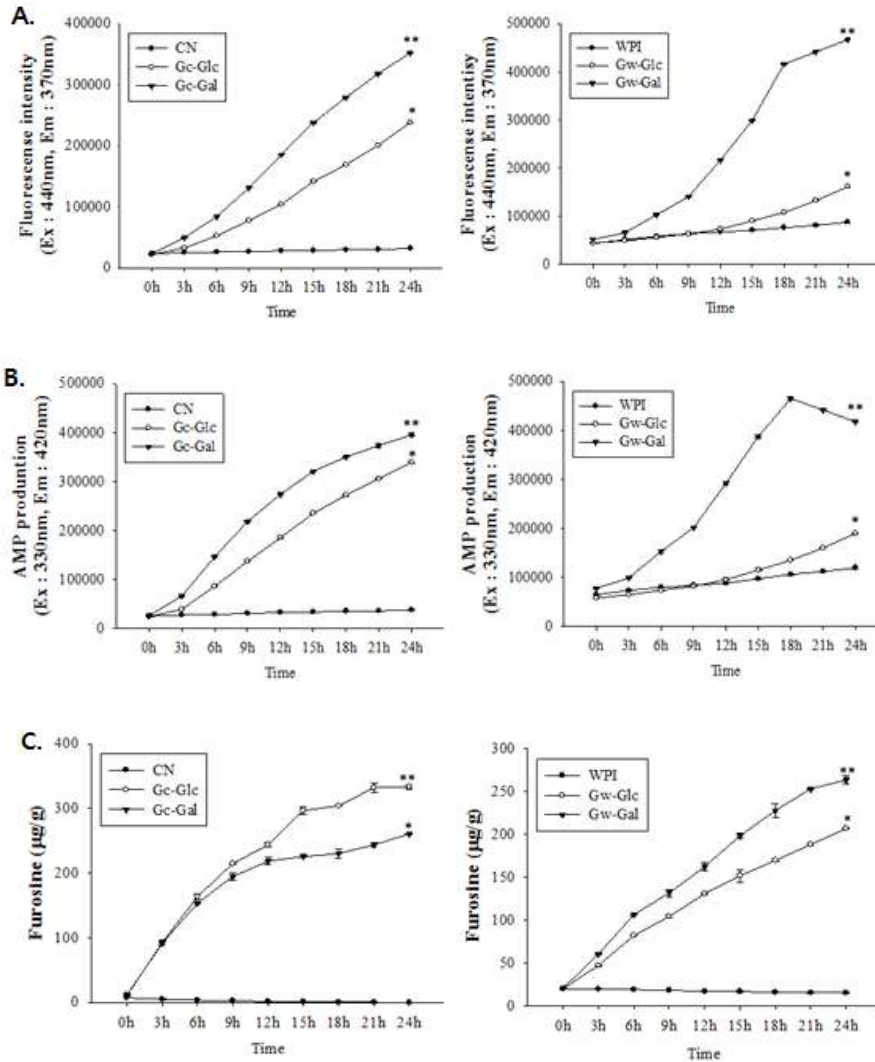 A.
Fluorescense intensity
(Ex : 440nm, Em : 370nm)
400000
300000
200000
100000
0
CN
Gc-Glc
Gc-Gal
**
*
0h 3h 6h 9h 12h 15h 18h 21h 24h
Time
Fluorescense intentisy
(Ex : 440nm, Em : 370nm)
500000
400000
300000
200000
100000
0
WPI
Gw-Glc
Gw-Gal
**
*
0h 3h 6h 9h 12h 15h 18h 21h 24h
Time
B.
AMP produntion
(Ex : 330nm, Em : 420nm)
500000
400000
300000
200000
100000
0
CN
Gc-Glc
Gc-Gal
**
*
0h 3h 6h 9h 12h 15h 18h 21h 24h
Time
AMP production
(Ex : 330nm, Em : 420nm)
500000
400000
300000
200000
100000
0
WPI
Gw-Glc
Gw-Gal
**
*
0h 3h 6h 9h 12h 15h 18h 21h 24h
Time
C.
Furosine (µg/g)
400
300
200
100
0
CN
Gc-Glc
Gc-Gal
**
*
0h 3h 6h 9h 12h 15h 18h 21h 24h
Time
Furosine (µg/g)
300
250
200
150
100
50
0
WPI
Gw-Glc
Gw-Gal
**
*
0h 3h 6h 9h 12h 15h 18h 21h 24h
Time